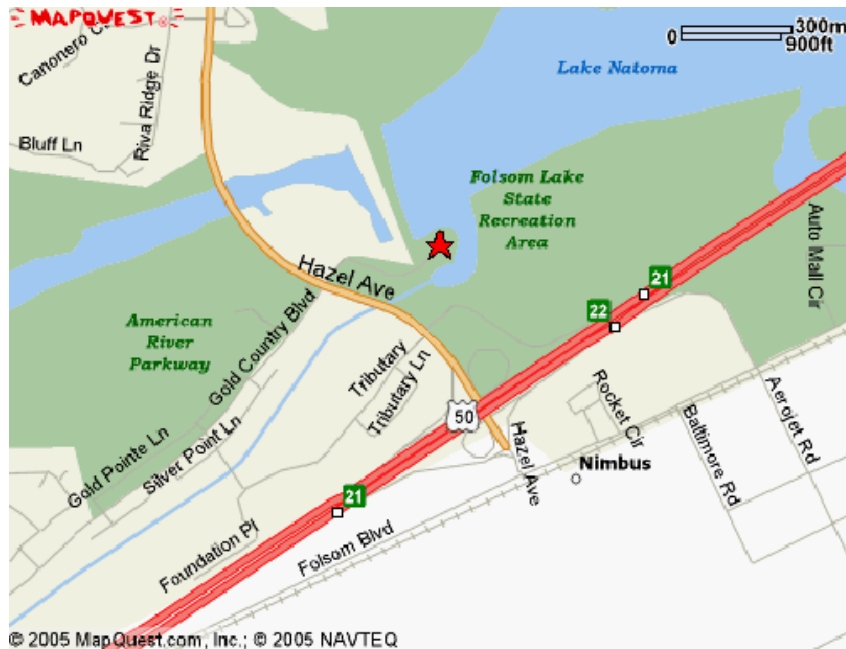 MAPQUEST
300m
0
900ft
Canonero C
Riva Ridge Dr
Lake Natoma
Bluff Ln
Folsom Lake
State
Recreation
Area
Auto Mall Cir
Hazel Ave
21
22
American
River
Parkway
Gold Country Blvd
Tributary
Tributary Ln
50
Rocket Cir
Aerojet Rd
Baltimore Rd
Hazel Ave
Gold Pointe Ln
Silver Point Ln
Nimbus
21
Foundation Pl
Folsom Blvd
© 2005 MapQuest.com, Inc.; © 2005 NAVTEQ